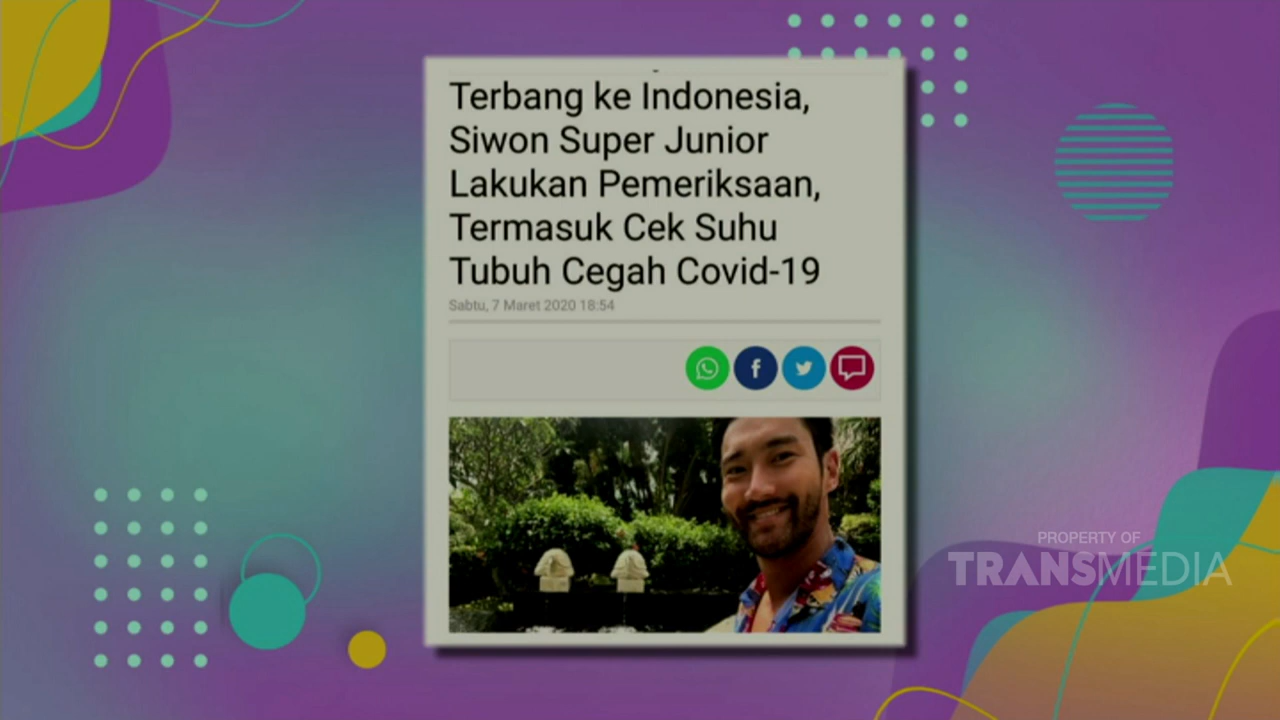 Terbang ke Indonesia,
Siwon Super Junior
Lakukan Pemeriksaan,
Termasuk Cek Suhu
Tubuh Cegah Covid-19
Sabtu, 7 Maret 2020 18:54
PROPERTY OF
TRANSMEDIA